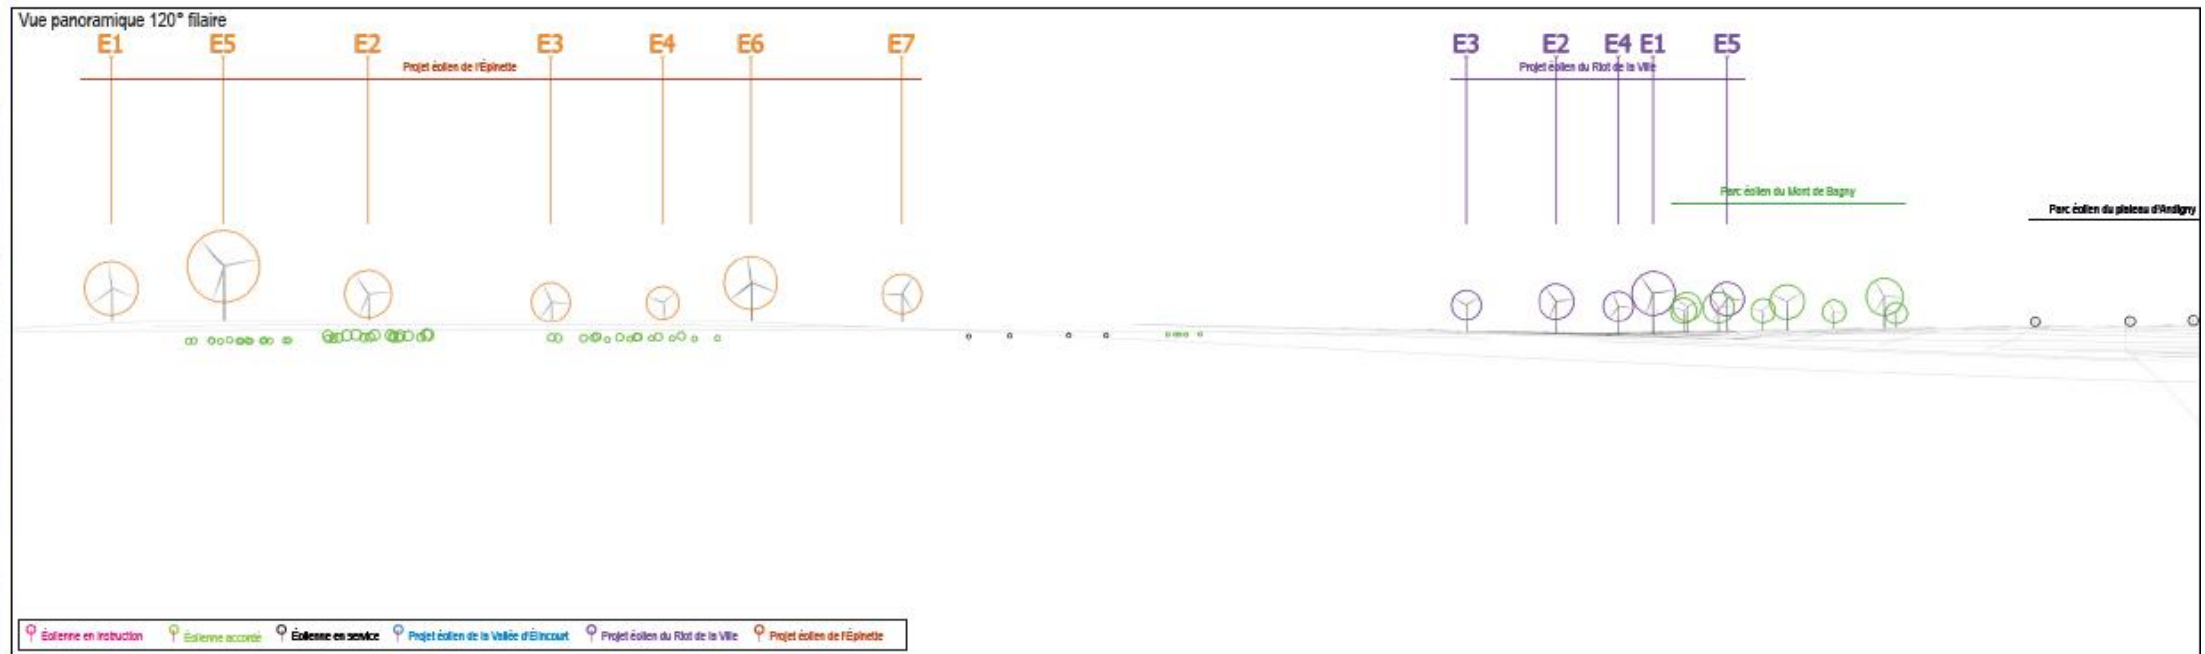 Vue panoramique 120° filaire
E1 E5 E2 E3 E4 E6 E7 E3 E2 E4 E1 E5
Projet éolien de l'Épinette
Projet éolien du Riot de la Ville
Parc éolien du Mont de Bagny
Parc éolien du plateau d'Andigny
Éolienne en instruction Éolienne accordé Éolienne en service Projet éolien de la Vallée d'Élincourt Projet éolien du Riot de la Ville Projet éolien de l'Épinette